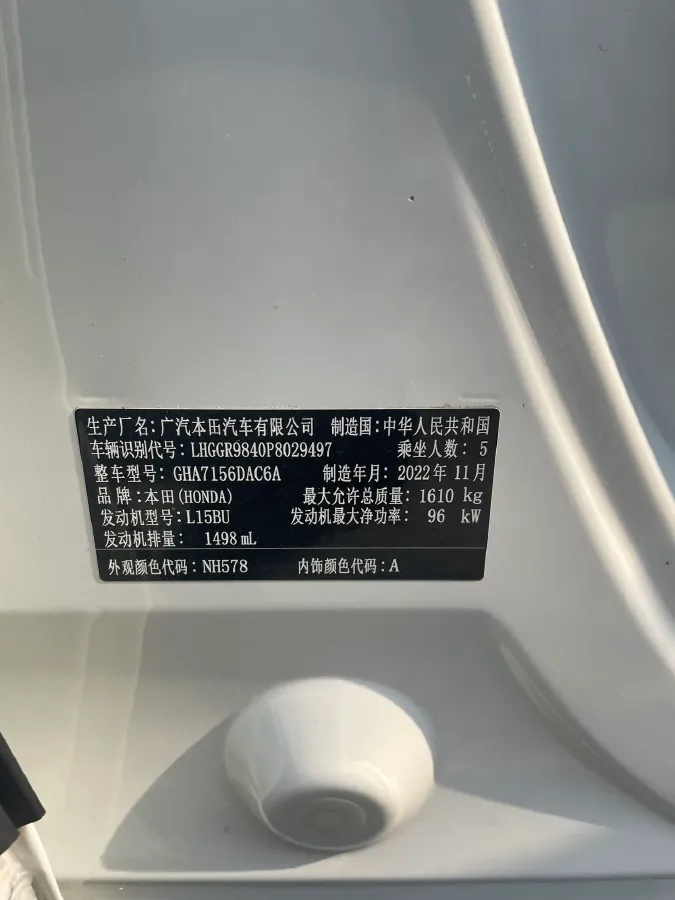 生产厂名:广汽本田汽车有限公司 制造国:中华人民共和国
车辆识别代号:LHGGR9840P8029497 乘坐人数:5
整车型号:GHA7156DAC6A 制造年月:2022年11月
品牌:本田(HONDA) 最大允许总质量:1610 kg
发动机型号:L15BU 发动机最大净功率: 96 kW
发动机排量: 1498 mL
外观颜色代码:NH578 内饰颜色代码:A